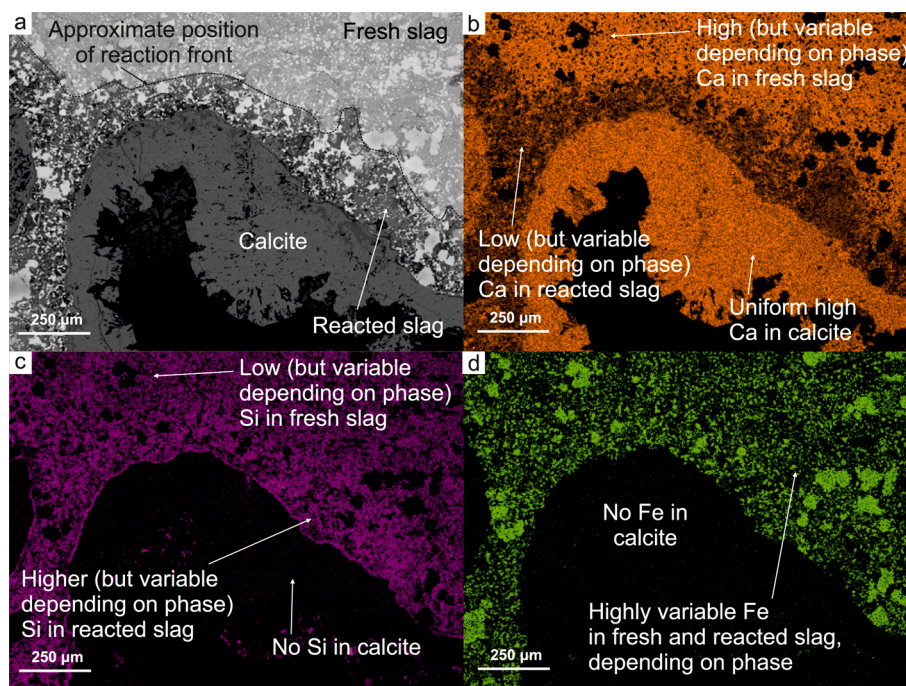 a
Approximate position
of reaction front
Fresh slag
Calcite
Reacted slag
250 µm
b
High (but variable
depending on phase)
Ca in fresh slag
Low (but variable
depending on phase)
Ca in reacted slag
Uniform high
Ca in calcite
250 µm
c
Low (but variable
depending on phase)
Si in fresh slag
Higher (but variable
depending on phase)
Si in reacted slag
No Si in calcite
250 µm
d
No Fe in
calcite
Highly variable Fe
in fresh and reacted slag,
depending on phase
250 µm